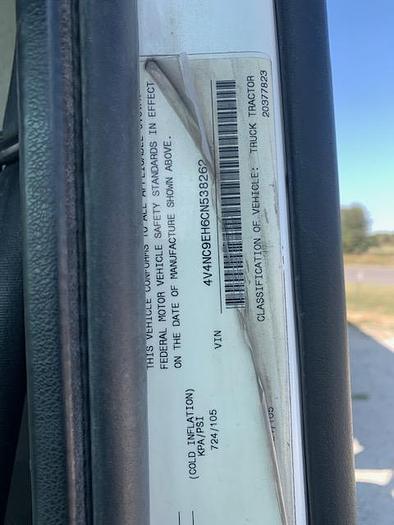 THIS VEHICLE CONFORMS TO ALL APPLICABLE
FEDERAL MOTOR VEHICLE SAFETY STANDARDS IN EFFECT
ON THE DATE OF MANUFACTURE SHOWN ABOVE.
(COLD INFLATION)
KPA/PSI
724/105
VIN
4V4NC9EH6CN538262
CLASSIFICATION OF VEHICLE: TRUCK TRACTOR
20377823
/105